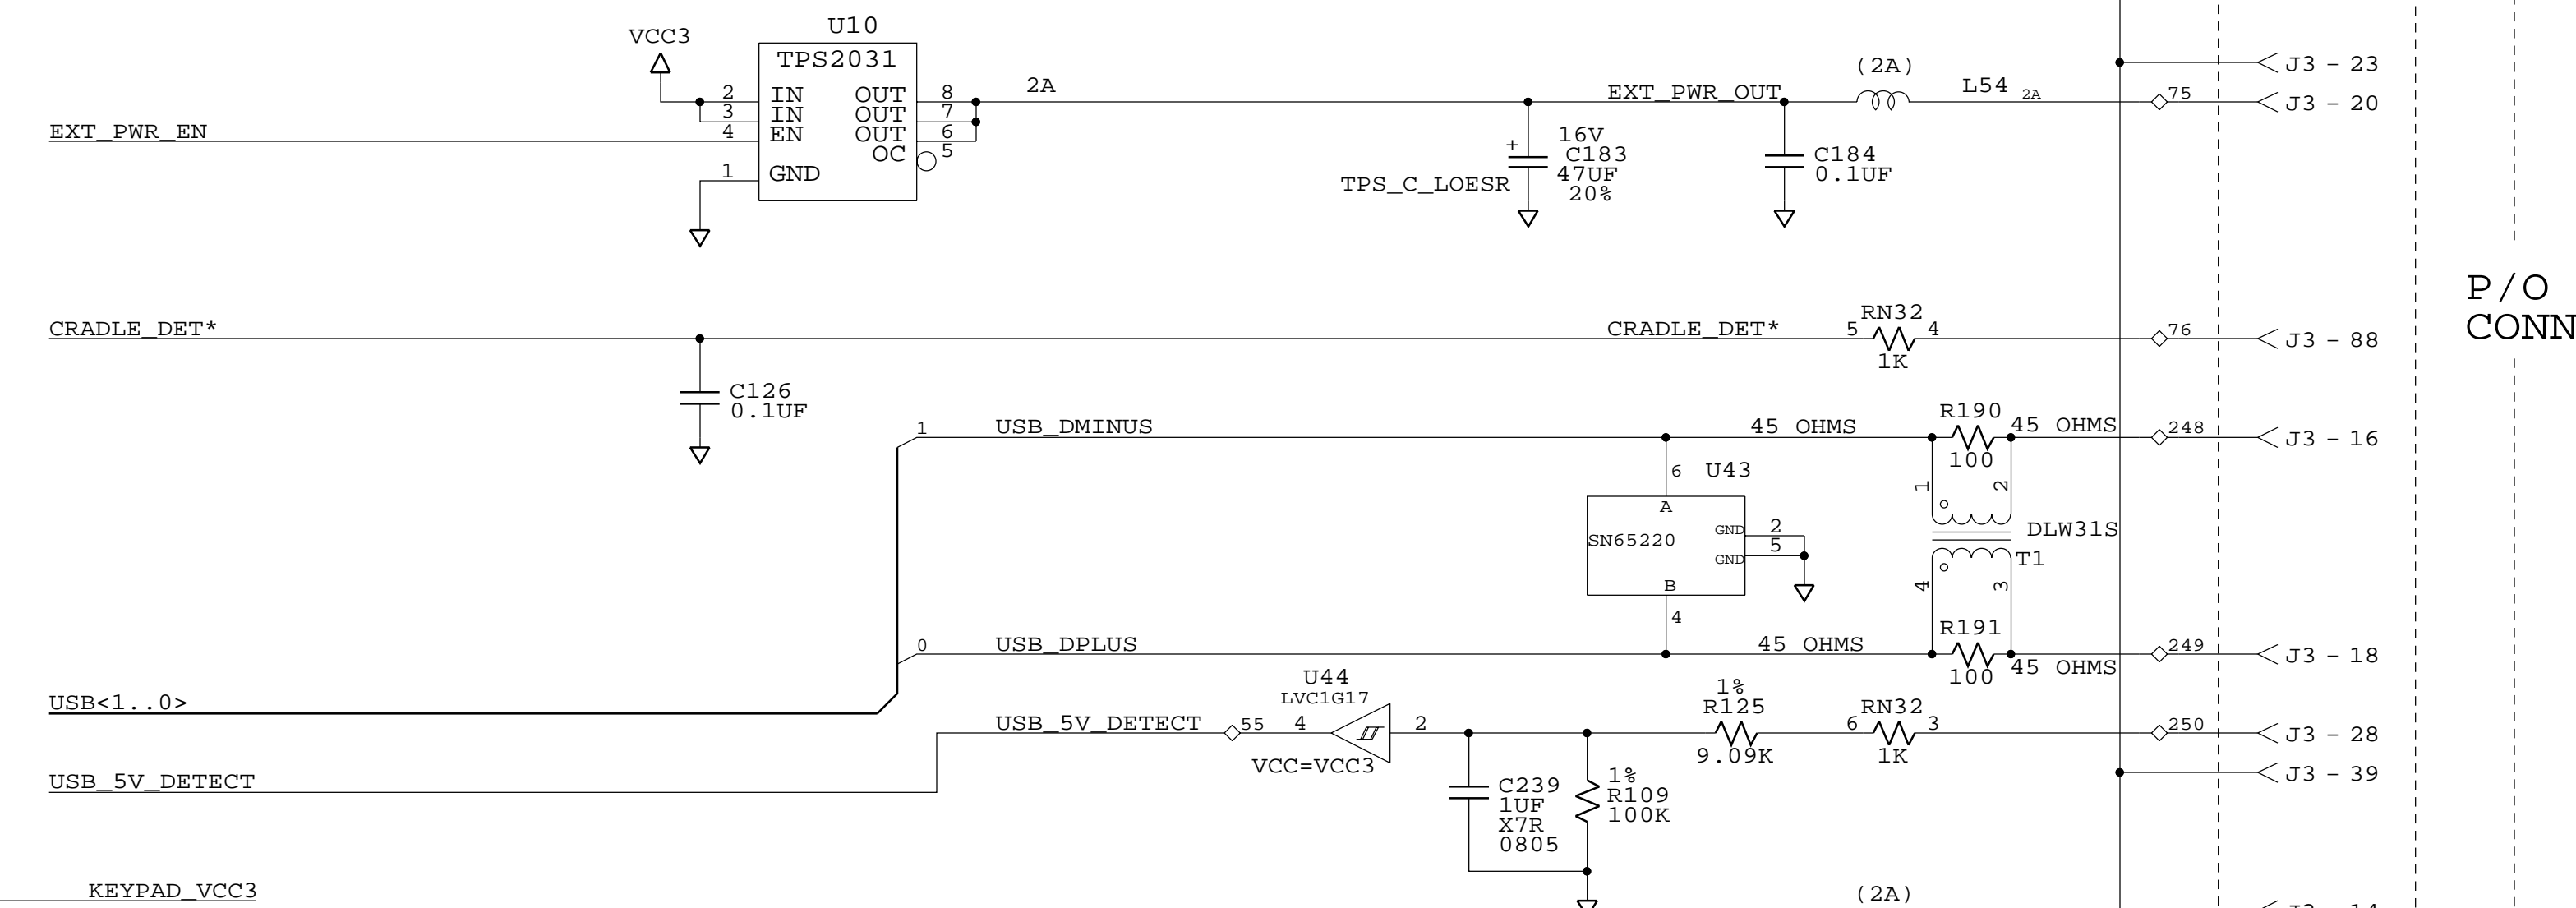 U10
VCC3
TPS2031
2 IN OUT 8 2A
3 IN OUT 7
EXT_PWR_EN 4 EN OUT 6
OC 5
1 GND
EXT_PWR_OUT
(2A)
L54 2A
75
J3 - 23
J3 - 20
16V
+ C183
47UF
20%
TPS_C_LOESR
C184
0.1UF
P/O
CONN
CRADLE_DET*
CRADLE_DET*
RN32
5 4
1K
76
J3 - 88
C126
0.1UF
1 USB_DMINUS
45 OHMS
R190
100
45 OHMS
248
J3 - 16
6 U43
A
SN65220
GND 2
GND 5
B
4
1 2
DLW31S
T1
4 3
0 USB_DPLUS
45 OHMS
R191
100
45 OHMS
249
J3 - 18
USB<1..0>
U44
LVC1G17
USB_5V_DETECT 55 4 2
VCC=VCC3
1%
R125
9.09K
RN32
6 3
1K
250
J3 - 28
J3 - 39
USB_5V_DETECT
C239
1UF
X7R
0805
1%
R109
100K
KEYPAD_VCC3
(2A)